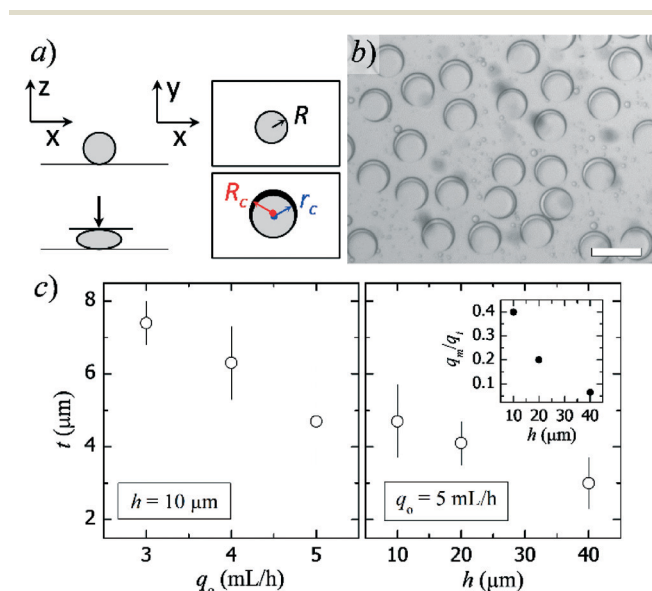 a)
z
x
y
x
R
R_c
r_c
b)
c)
t (μm)
8
6
4
2
h = 10 μm
3
4
5
q_o (mL/h)
q_o = 5 mL/h
10
20
30
40
h (μm)
q_m/q_i
0.4
0.3
0.2
0.1
10 20 30 40
h (μm)